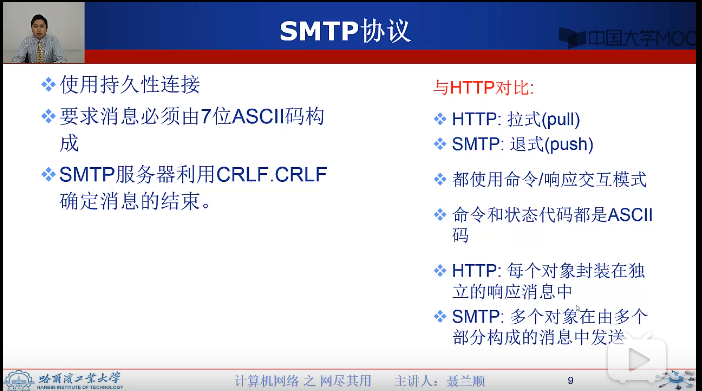 SMTP协议
中国大学MOOC
使用持久性连接
要求消息必须由7位ASCII码构
成
SMTP服务器利用CRLF.CRLF
确定消息的结束。
与HTTP对比:
HTTP: 拉式(pull)
SMTP: 退式(push)
都使用命令/响应交互模式
命令和状态代码都是ASCII
码
HTTP: 每个对象封装在独
立的响应消息中
SMTP: 多个对象在由多个
部分构成的消息中发送
哈尔滨工业大学
HARBIN INSTITUTE OF TECHNOLOGY
计算机网络 之 网尽其用 主讲人：聂兰顺
9